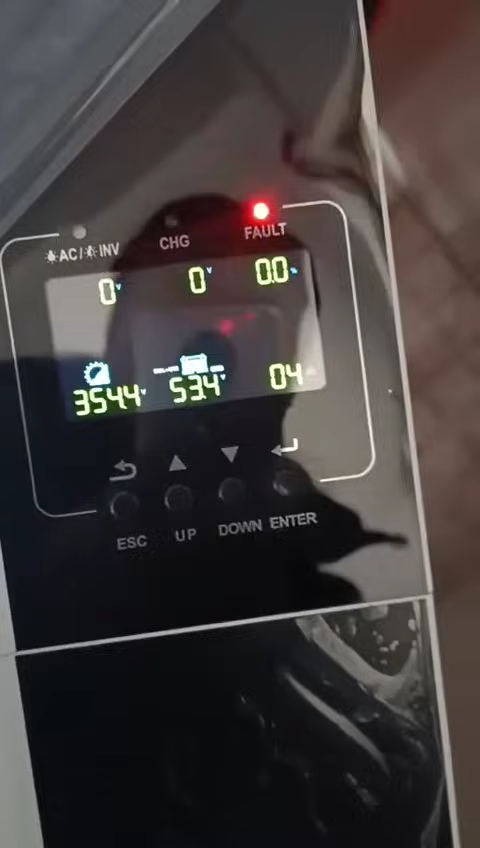 AC/INV CHG FAULT
0V 0V 0.0
354.4V 53.4V 04
ESC UP DOWN ENTER